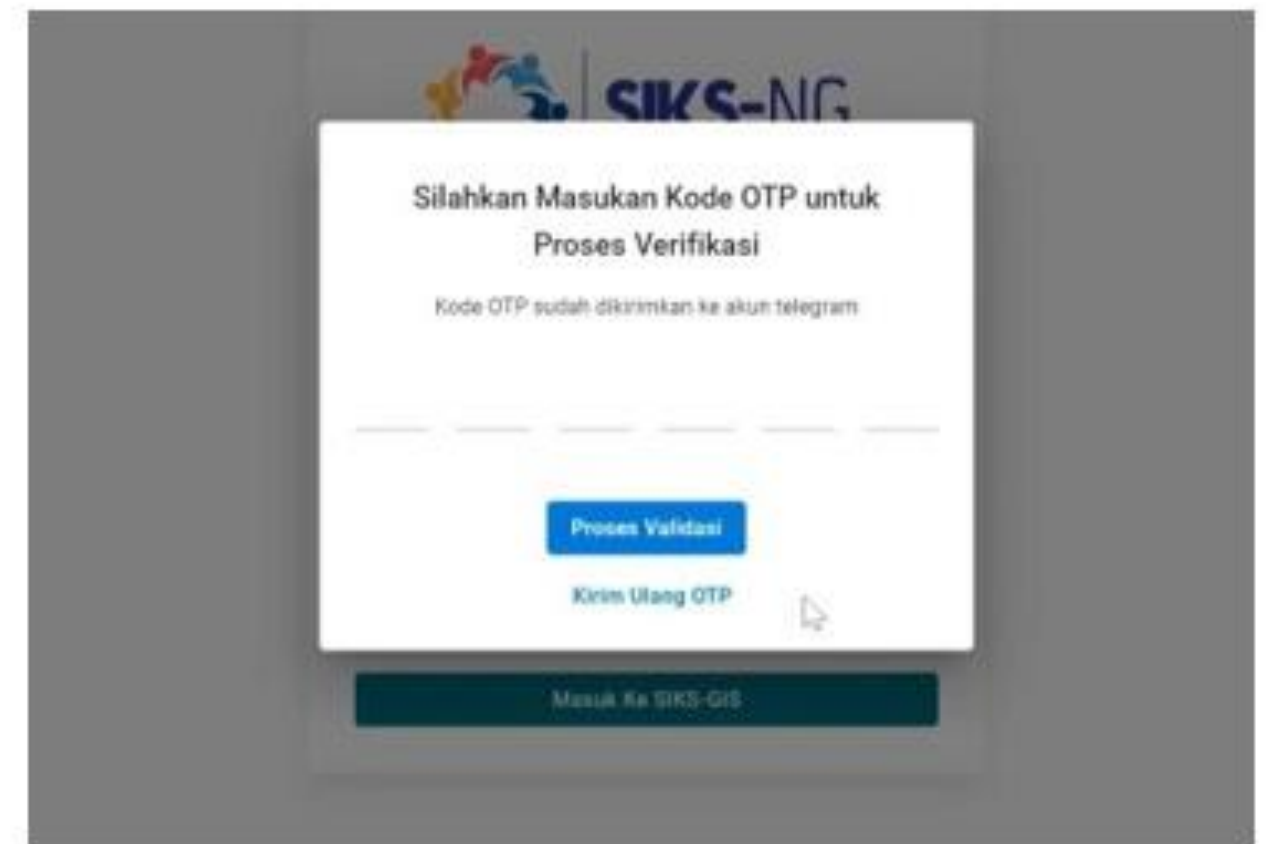 SIKS-NG
Silahkan Masukan Kode OTP untuk
Proses Verifikasi
Kode OTP sudah dikirimkan ke akun telegram
Proses Validasi
Kirim Ulang OTP
Masuk Ke SIKS-GIS